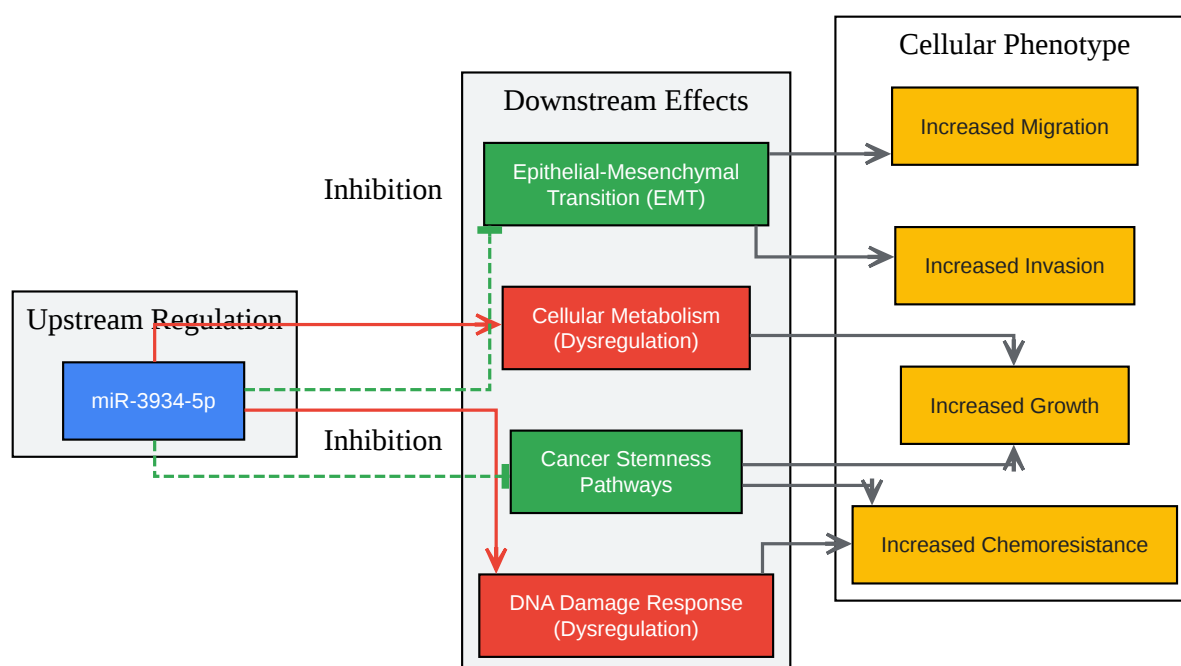 Upstream Regulation
miR-3934-5p
Inhibition
Inhibition
Downstream Effects
Epithelial-Mesenchymal
Transition (EMT)
Cellular Metabolism
(Dysregulation)
Cancer Stemness
Pathways
DNA Damage Response
(Dysregulation)
Cellular Phenotype
Increased Migration
Increased Invasion
Increased Growth
Increased Chemoresistance